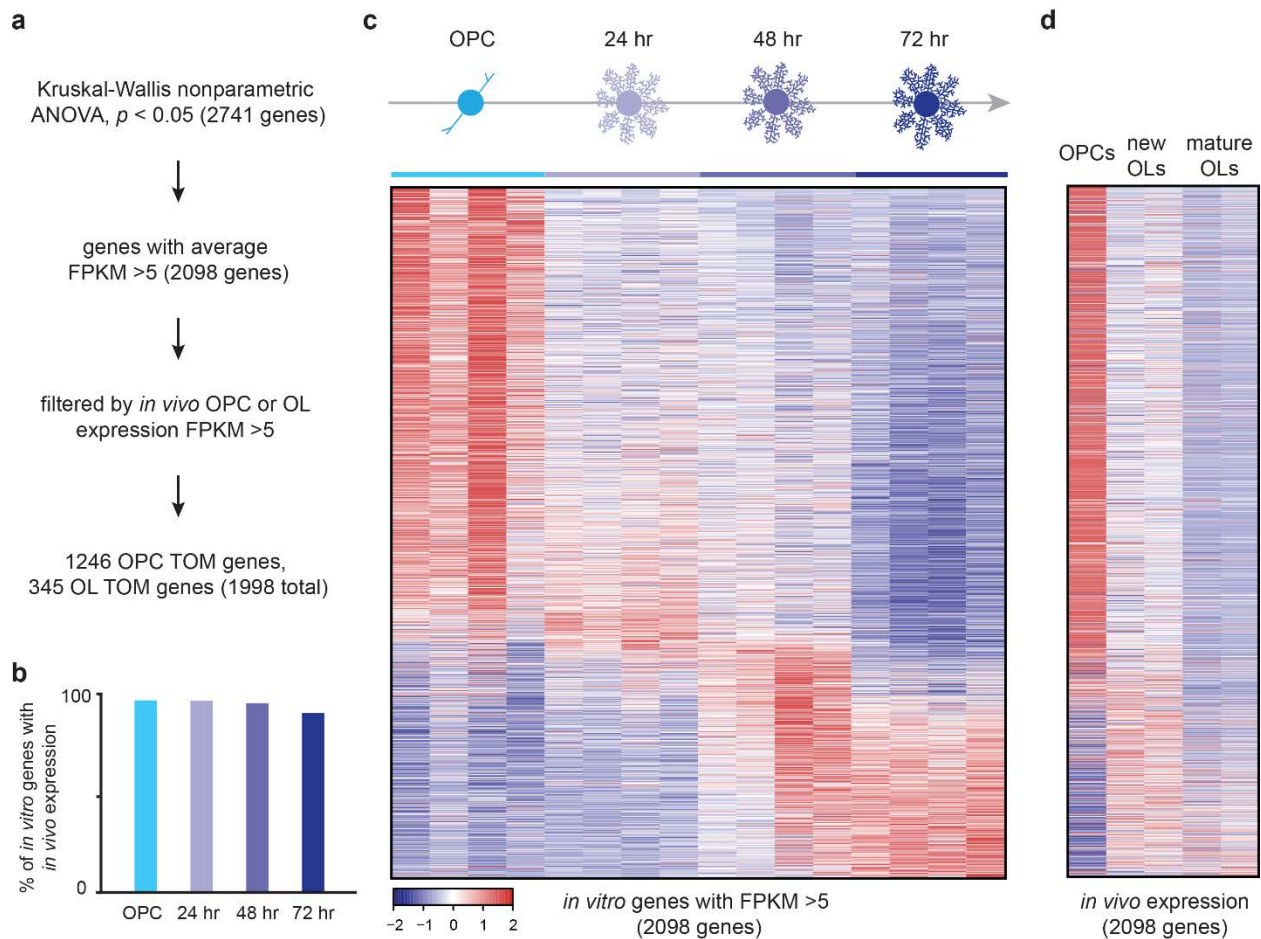 a
Kruskal-Wallis nonparametric
ANOVA, p < 0.05 (2741 genes)
genes with average
FPKM >5 (2098 genes)
filtered by in vivo OPC or OL
expression FPKM >5
1246 OPC TOM genes,
345 OL TOM genes (1998 total)
b
% of in vitro genes with
in vivo expression
100
0
OPC 24 hr 48 hr 72 hr
c
OPC 24 hr 48 hr 72 hr
−2 −1 0 1 2
in vitro genes with FPKM >5
(2098 genes)
d
OPCs new OLs mature OLs
in vivo expression
(2098 genes)